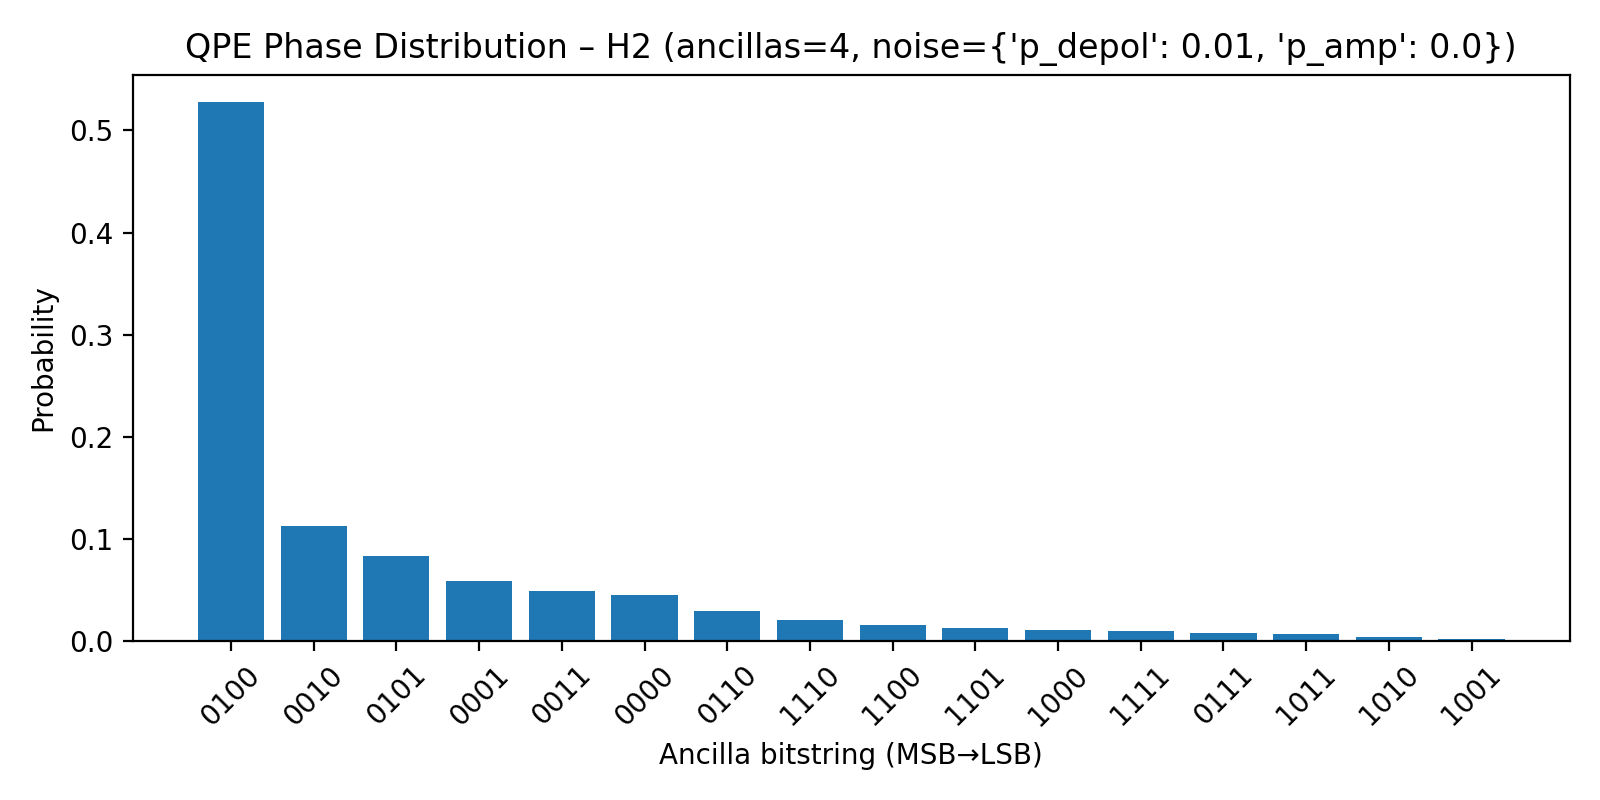 QPE Phase Distribution – H2 (ancillas=4, noise={'p_depol': 0.01, 'p_amp': 0.0})
Probability
0.5
0.4
0.3
0.2
0.1
0.0
0100 0010 0101 0001 0011 0000 0110 1110 1100 1101 1000 1111 0111 1011 1010 1001
Ancilla bitstring (MSB→LSB)